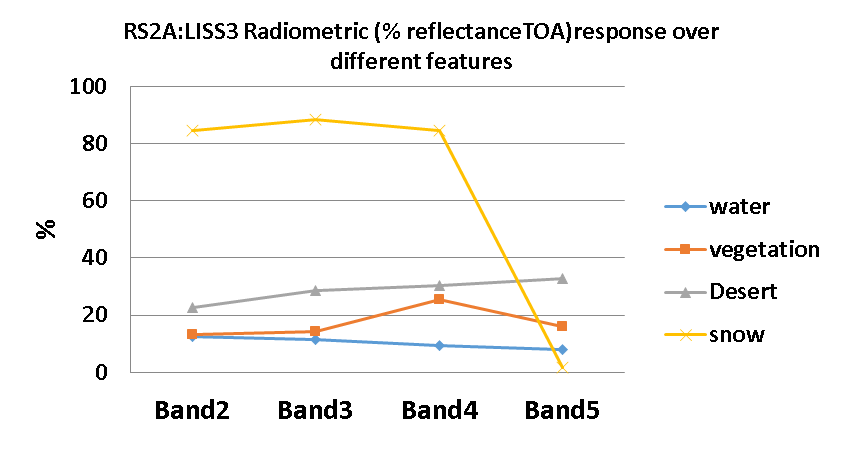 RS2A:LISS3 Radiometric (% reflectanceTOA)response over
different features
100
80
60
40
20
0
%
Band2 Band3 Band4 Band5
water
vegetation
Desert
snow